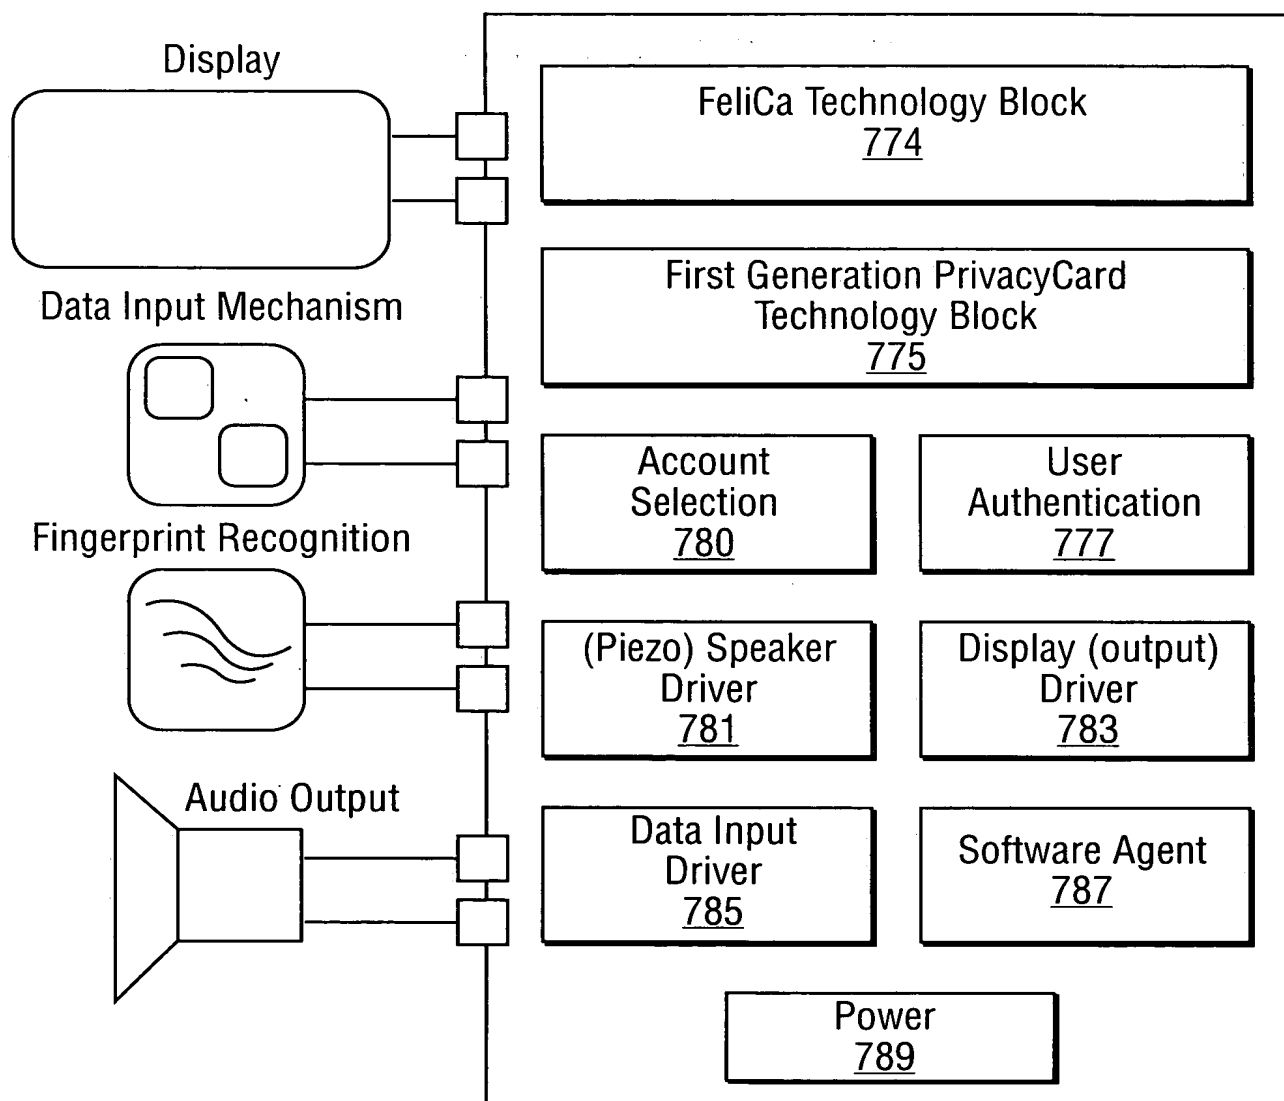 Display
FeliCa Technology Block
774
First Generation PrivacyCard
Technology Block
775
Data Input Mechanism
Account
Selection
780
User
Authentication
777
Fingerprint Recognition
(Piezo) Speaker
Driver
781
Display (output)
Driver
783
Audio Output
Data Input
Driver
785
Software Agent
787
Power
789